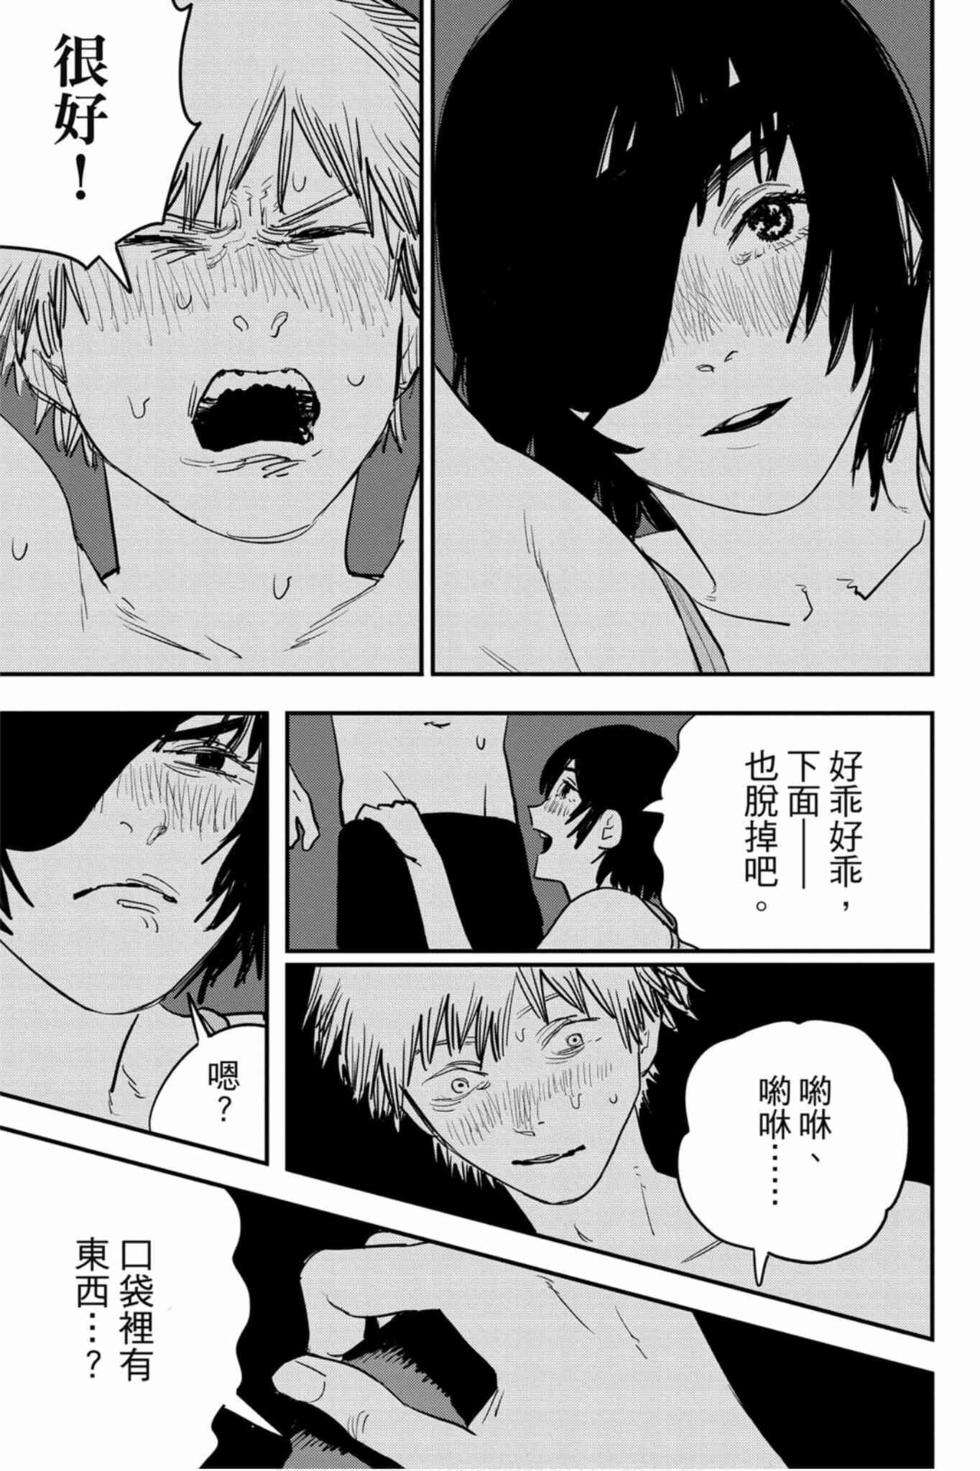 很好！
好乖好乖，
下面——
也脫掉吧。
喲咻、
喲咻……
嗯？
口袋裡有
東西…？